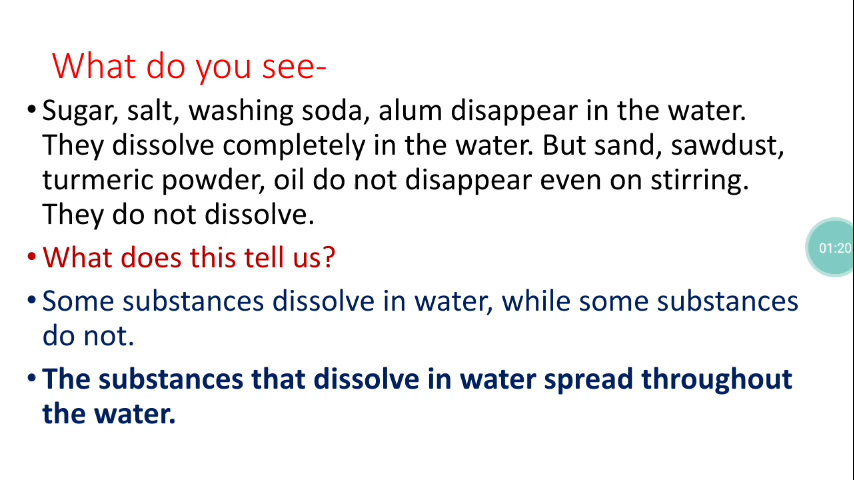 What do you see-
• Sugar, salt, washing soda, alum disappear in the water.
They dissolve completely in the water. But sand, sawdust,
turmeric powder, oil do not disappear even on stirring.
They do not dissolve.
• What does this tell us?
• Some substances dissolve in water, while some substances
do not.
• The substances that dissolve in water spread throughout
the water.
01:20